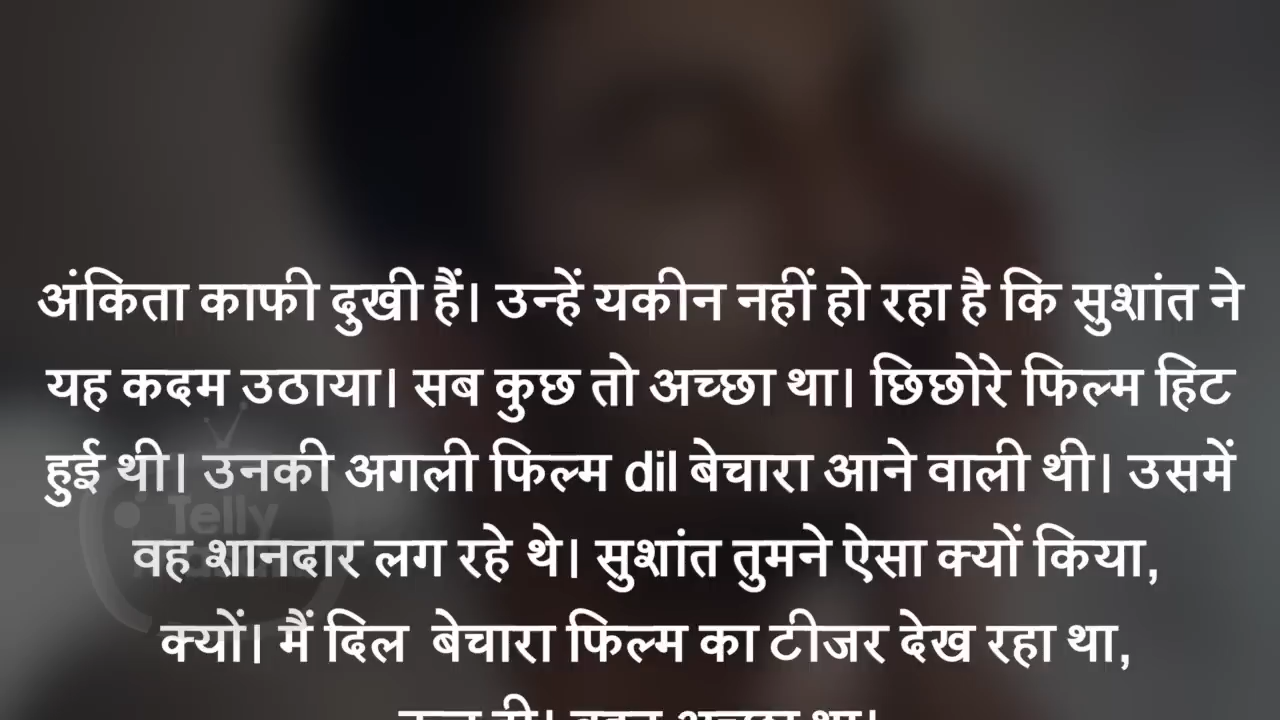 अंकिता काफी दुखी हैं। उन्हें यकीन नहीं हो रहा है कि सुशांत ने
यह कदम उठाया। सब कुछ तो अच्छा था। छिछोरे फिल्म हिट
हुई थी। उनकी अगली फिल्म dil बेचारा आने वाली थी। उसमें
Telly
वह शानदार लग रहे थे। सुशांत तुमने ऐसा क्यों किया,
क्यों। मैं दिल बेचारा फिल्म का टीजर देख रहा था,